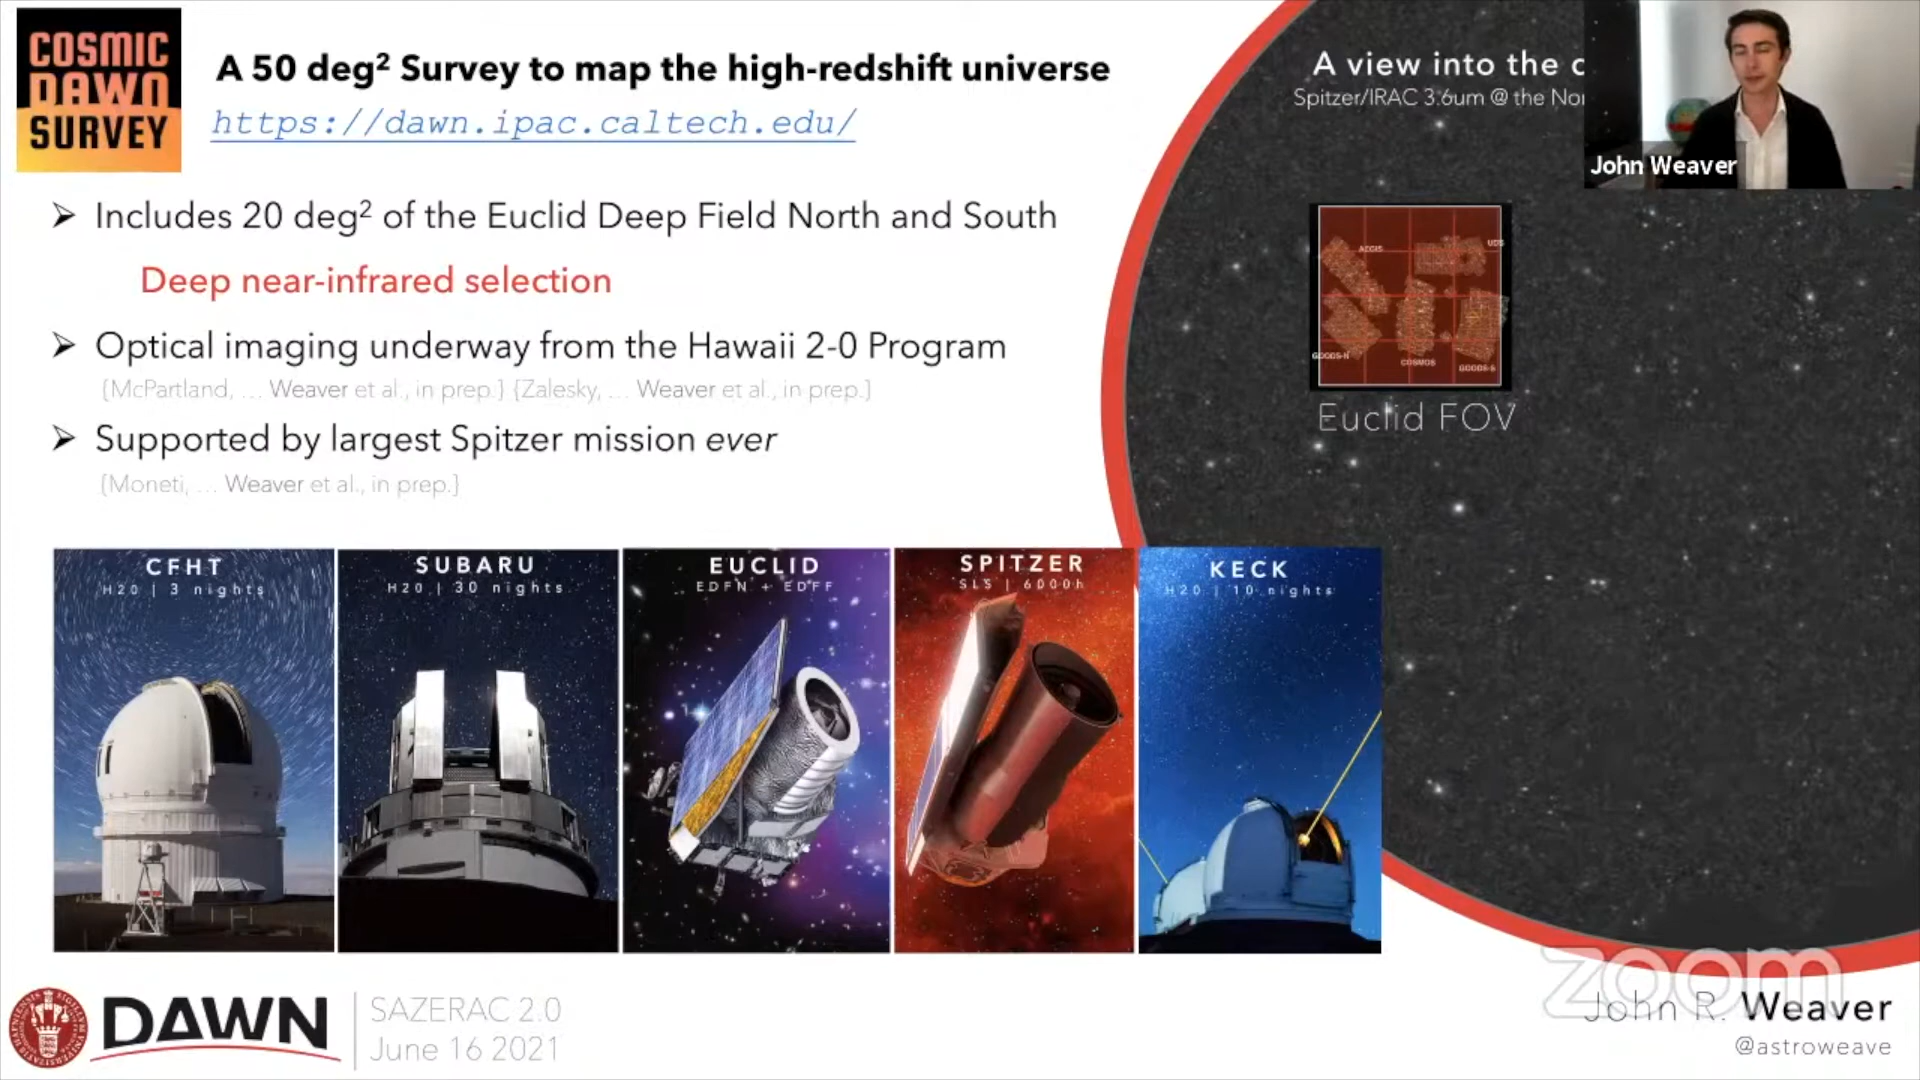 COSMIC
DAWN
SURVEY
A 50 deg² Survey to map the high-redshift universe
https://dawn.ipac.caltech.edu/
➢ Includes 20 deg² of the Euclid Deep Field North and South
Deep near-infrared selection
➢ Optical imaging underway from the Hawaii 2-0 Program
{McPartland, … Weaver et al., in prep.} {Zalesky, … Weaver et al., in prep.}
➢ Supported by largest Spitzer mission ever
{Moneti, … Weaver et al., in prep.}
A view into the
Spitzer/IRAC 3.6um @ the
John Weaver
AEGIS
UDS
GOODS-N
COSMOS
GOODS-S
Euclid FOV
CFHT
H20 | 3 nights
SUBARU
H20 | 30 nights
EUCLID
EDFN + EDFF
SPITZER
SLS | 6000h
KECK
H20 | 10 nights
DAWN
SAZERAC 2.0
June 16 2021
zoom
John R. Weaver
@astroweave